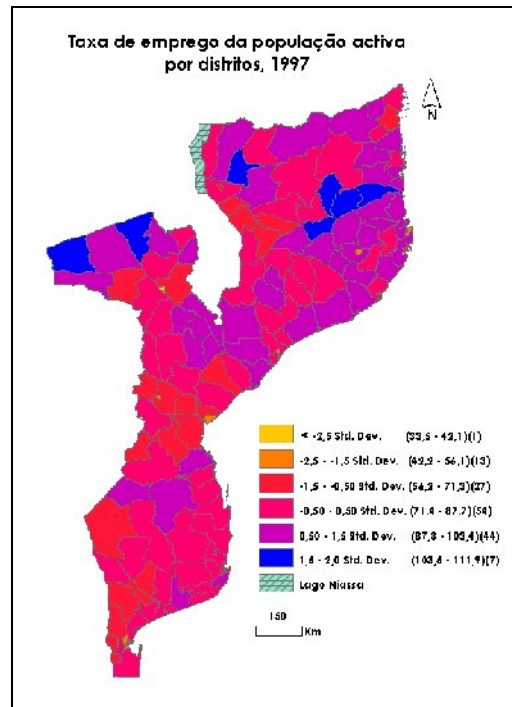 Taxa de emprego da população activa
por distritos, 1997
N
< -2,5 Std. Dev. (33,5 - 42,1)(1)
-2,5 - -1,5 Std. Dev. (42,2 - 56,1)(13)
-1,5 - -0,50 Std. Dev. (56,2 - 71,3)(27)
-0,50 - 0,50 Std. Dev. (71,4 - 87,7)(54)
0,50 - 1,5 Std. Dev. (87,8 - 103,4)(44)
1,5 - 2,0 Std. Dev. (103,5 - 111,9)(7)
Lago Niassa
150
Km